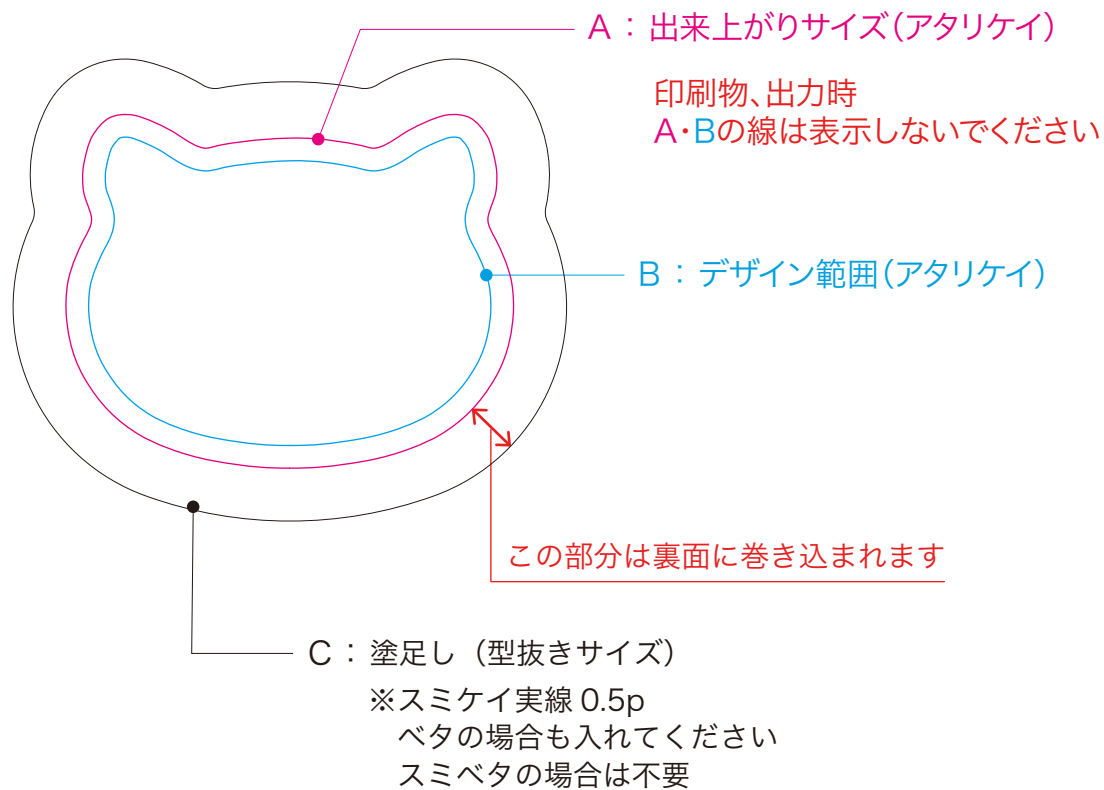 A：出来上がりサイズ（アタリケイ）
印刷物、出力時
A・Bの線は表示しないでください
B：デザイン範囲（アタリケイ）
この部分は裏面に巻き込まれます
C：塗足し（型抜きサイズ）
※スミケイ実線 0.5p
ベタの場合も入れてください
スミベタの場合は不要